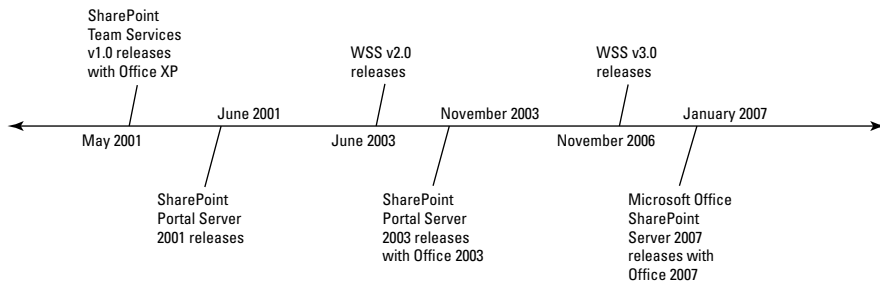 SharePoint
Team Services
v1.0 releases
with Office XP
May 2001
June 2001
SharePoint
Portal Server
2001 releases
WSS v2.0
releases
June 2003
November 2003
SharePoint
Portal Server
2003 releases
with Office 2003
WSS v3.0
releases
November 2006
January 2007
Microsoft Office
SharePoint
Server 2007
releases with
Office 2007